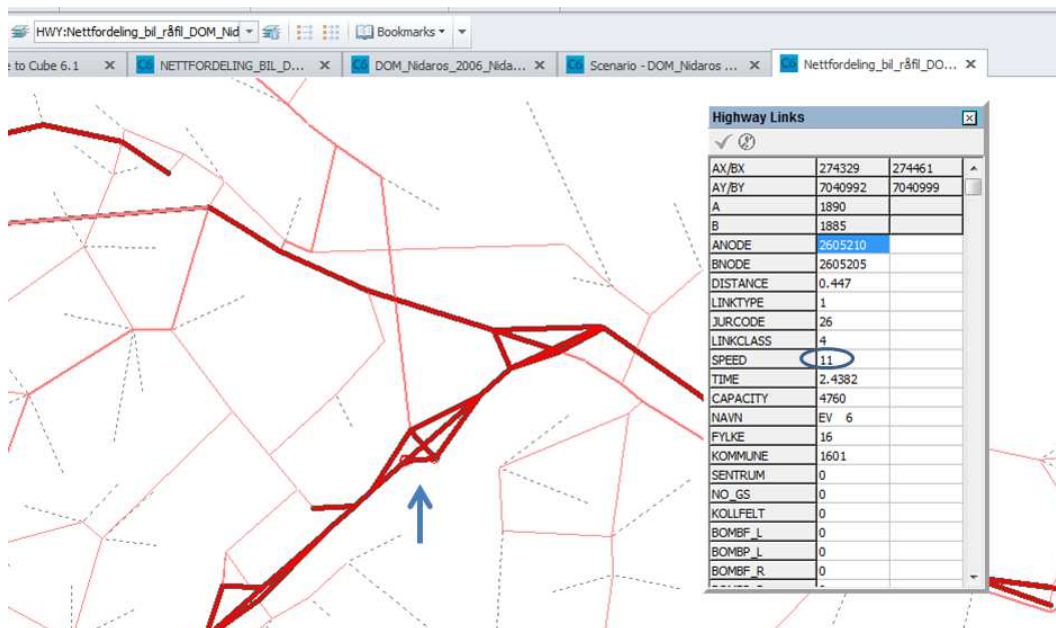 HWY:Nettfordeling_bil_råfil_DOM_Nid Bookmarks
e to Cube 6.1 NETTFORDELING_BIL_D... DOM_Nidaros_2006_Nida... Scenario - DOM_Nidaros ... Nettfordeling_bil_råfil_DO...
Highway Links
AX/BX 274329 274461
AY/BY 7040992 7040999
A 1890
B 1885
ANODE 2605210
BNODE 2605205
DISTANCE 0.447
LINKTYPE 1
JURCODE 26
LINKCLASS 4
SPEED 11
TIME 2.4382
CAPACITY 4760
NAVN EV 6
FYLKE 16
KOMMUNE 1601
SENTRUM 0
NO_GS 0
KOLLFELT 0
BOMBF_L 0
BOMBP_L 0
BOMBF_R 0